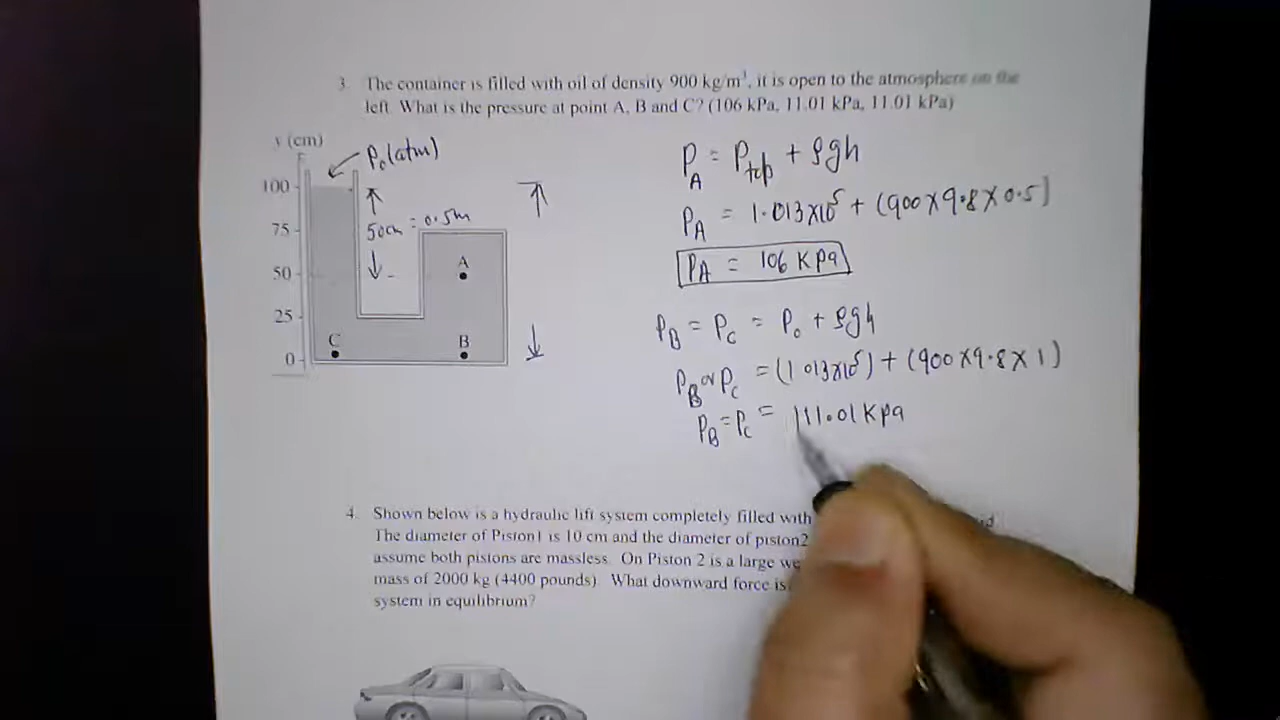 3. The container is filled with oil of density 900 kg/m³, it is open to the atmosphere on the
left. What is the pressure at point A, B and C? (106 kPa, 11.01 kPa, 11.01 kPa)
y (cm)
P₀(atm)
100
75
50
25
0
50cm = 0.5m
A
B
C
P_A = P_top + ρgh
P_A = 1.013×10⁵ + (900×9.8×0.5)
P_A = 106 KPa
P_B = P_C = P₀ + ρgh
P_B or P_C = (1.013×10⁵) + (900×9.8×1)
P_B = P_C = 111.01 KPa
4. Shown below is a hydraulic lift system completely filled with
The diameter of Piston1 is 10 cm and the diameter of piston2
assume both pistons are massless. On Piston 2 is a large
mass of 2000 kg (4400 pounds). What downward force is
system in equilibrium?